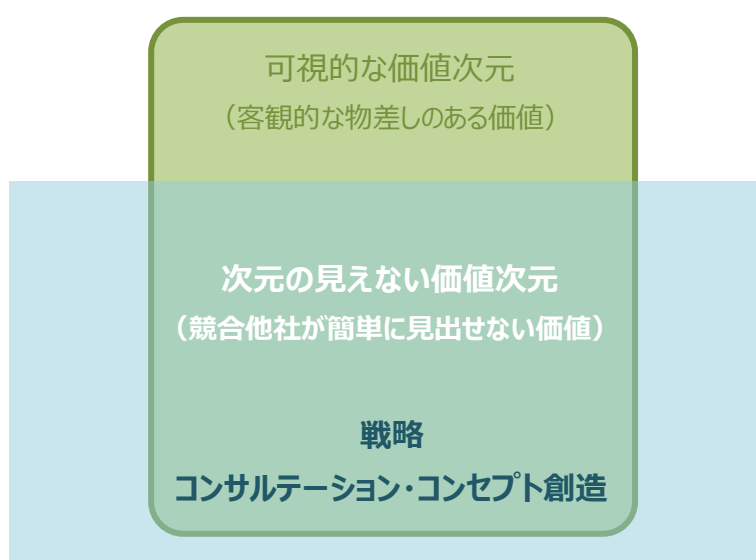 可視的な価値次元
（客観的な物差しのある価値）
次元の見えない価値次元
（競合他社が簡単に見出せない価値）
戦略
コンサルテーション・コンセプト創造